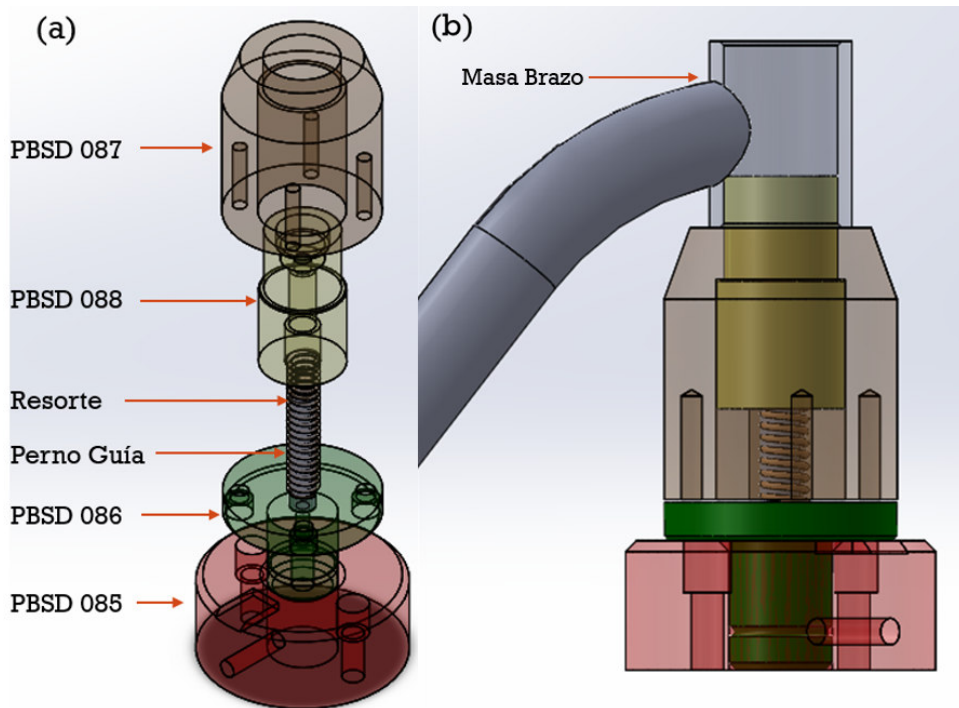 (a)
PBSD 087
PBSD 088
Resorte
Perno Guía
PBSD 086
PBSD 085
(b)
Masa Brazo